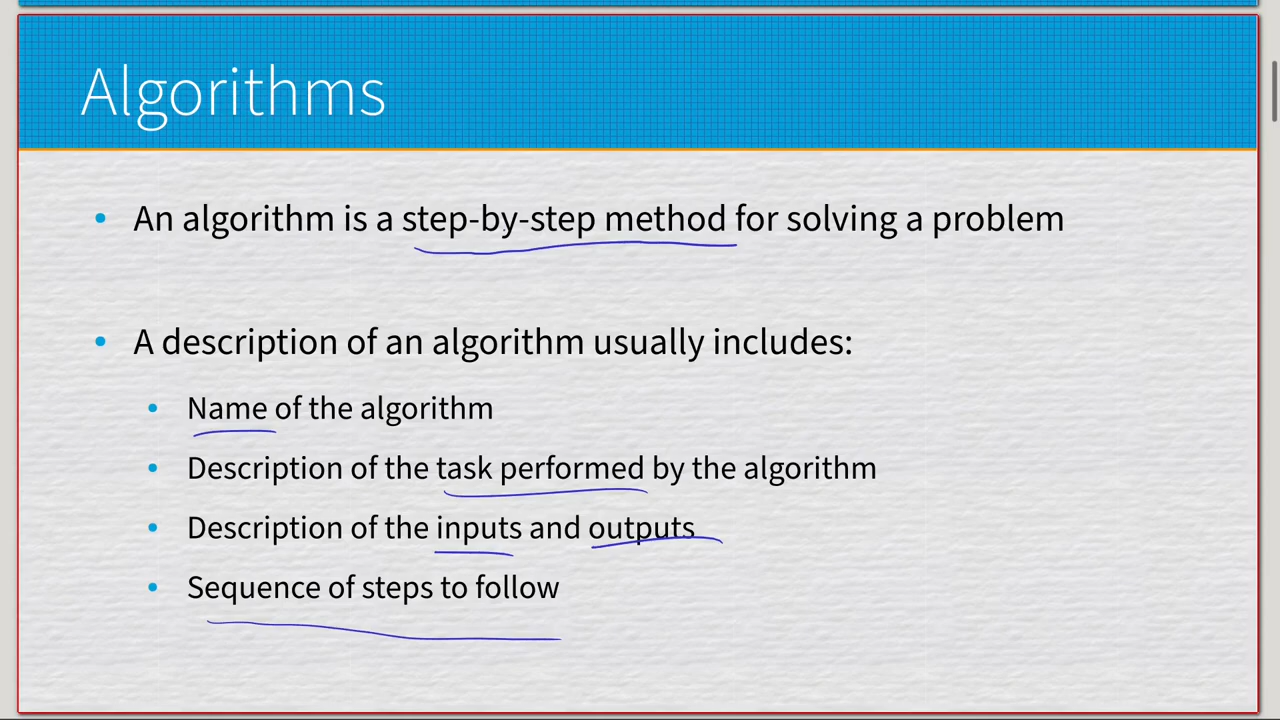 Algorithms
• An algorithm is a step-by-step method for solving a problem
• A description of an algorithm usually includes:
• Name of the algorithm
• Description of the task performed by the algorithm
• Description of the inputs and outputs
• Sequence of steps to follow